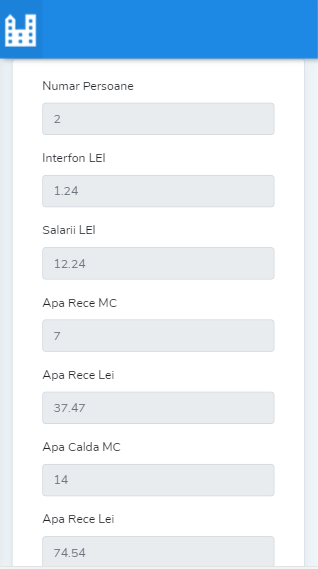 Numar Persoane
2
Interfon LEI
1.24
Salarii LEI
12.24
Apa Rece MC
7
Apa Rece Lei
37.47
Apa Calda MC
14
Apa Rece Lei
74.54